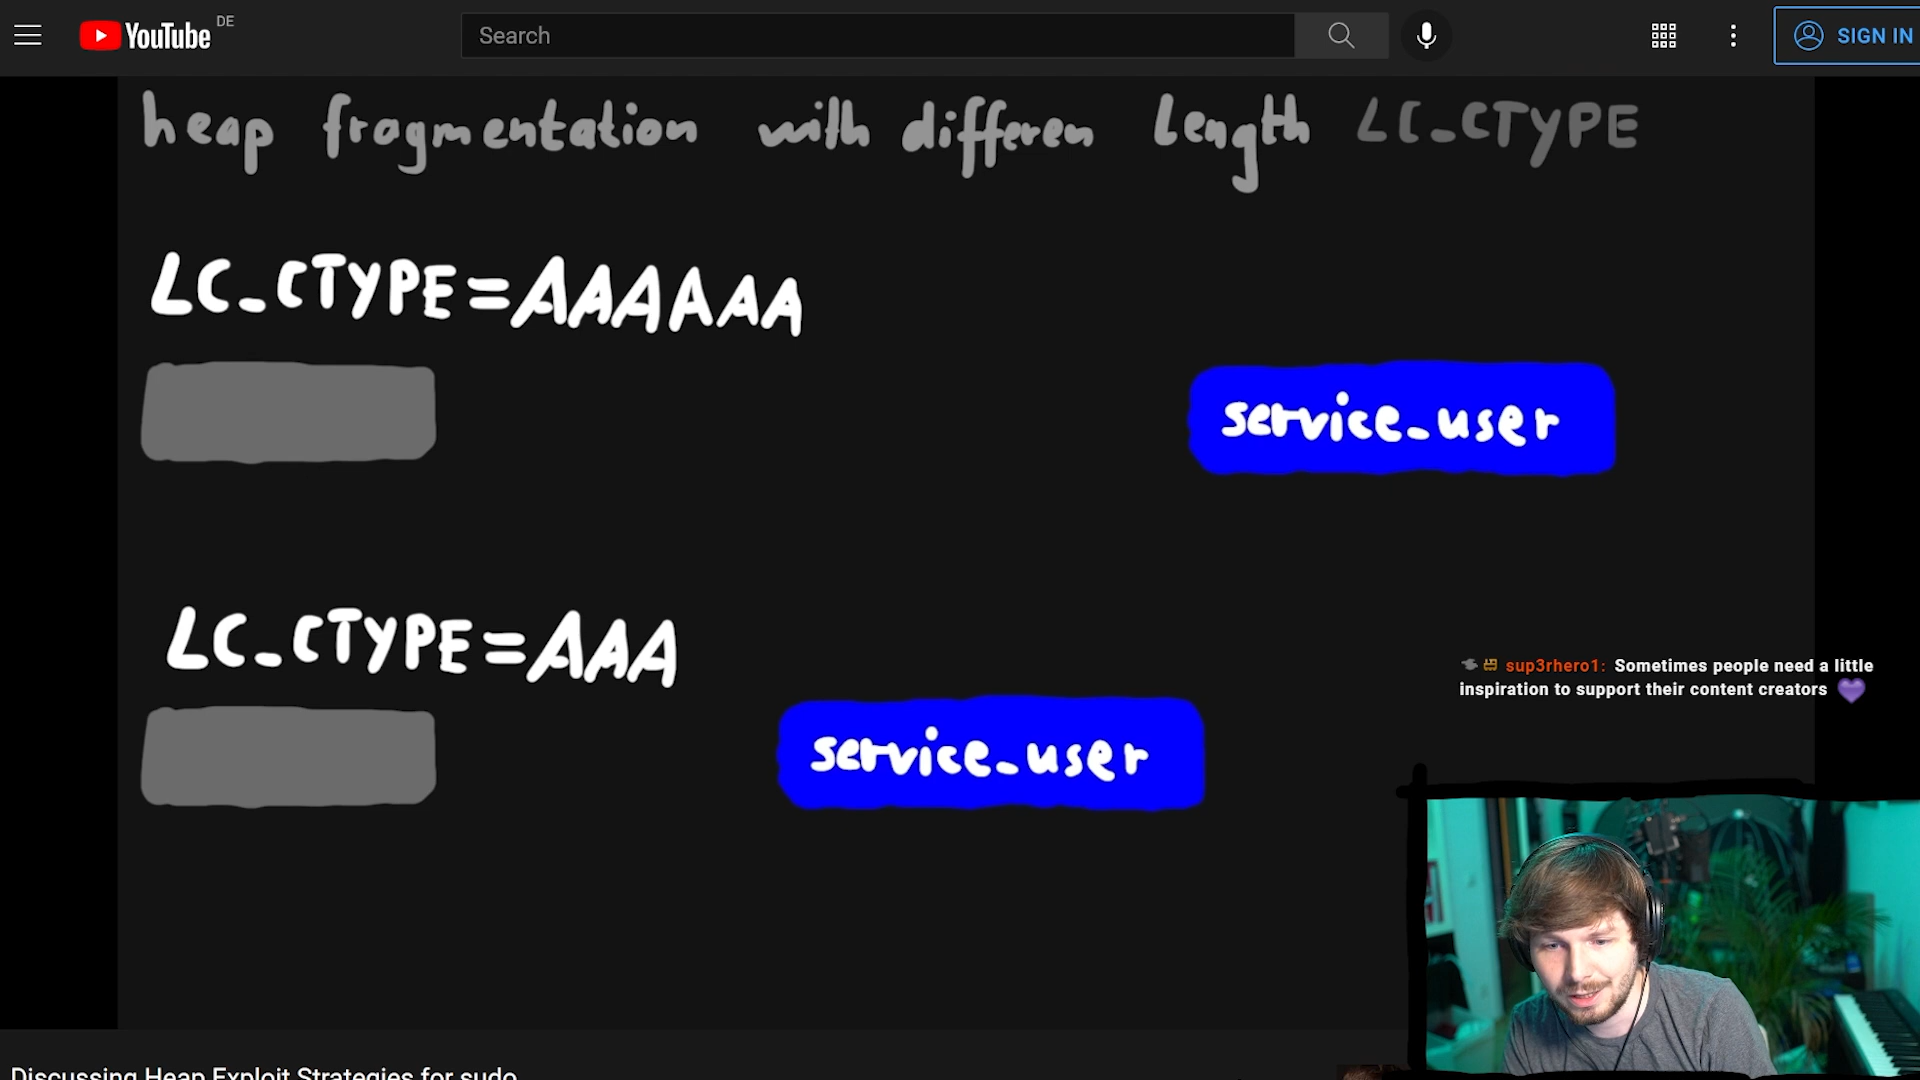 YouTube DE
Search
SIGN IN
heap fragmentation with differen Length LC_CTYPE
LC_CTYPE=AAAAAA
service_user
LC_CTYPE=AAA
service_user
sup3rhero1: Sometimes people need a little
inspiration to support their content creators
Discussing Heap Exploit Strategies for sudo